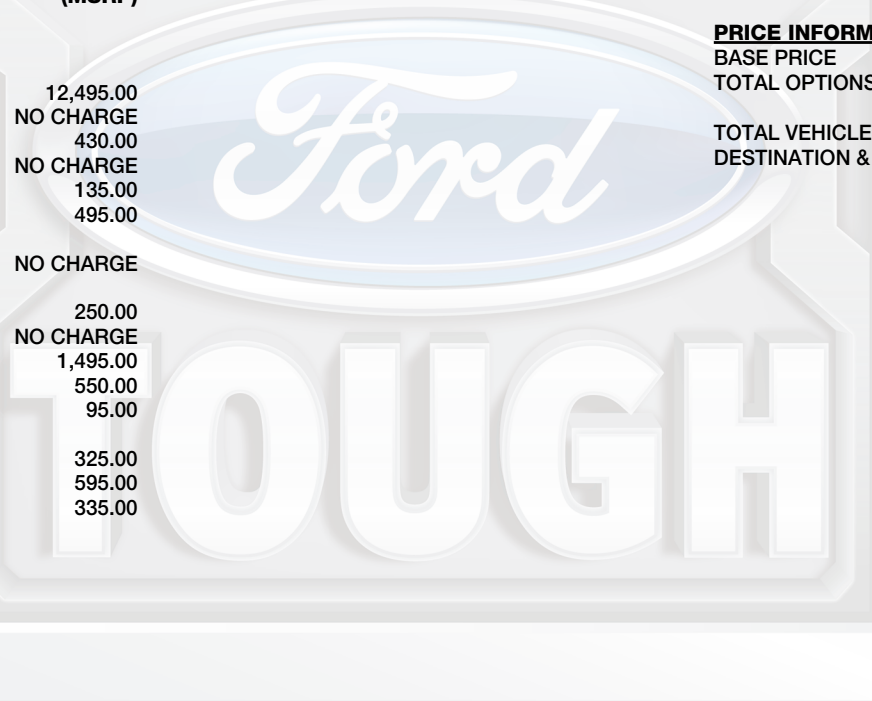 (MSRP)
12,495.00
NO CHARGE
430.00
NO CHARGE
135.00
495.00
NO CHARGE
250.00
NO CHARGE
1,495.00
550.00
95.00
325.00
595.00
335.00
PRICE INFORM
BASE PRICE
TOTAL OPTIONS
TOTAL VEHICLE
DESTINATION &
Ford
TOUGH